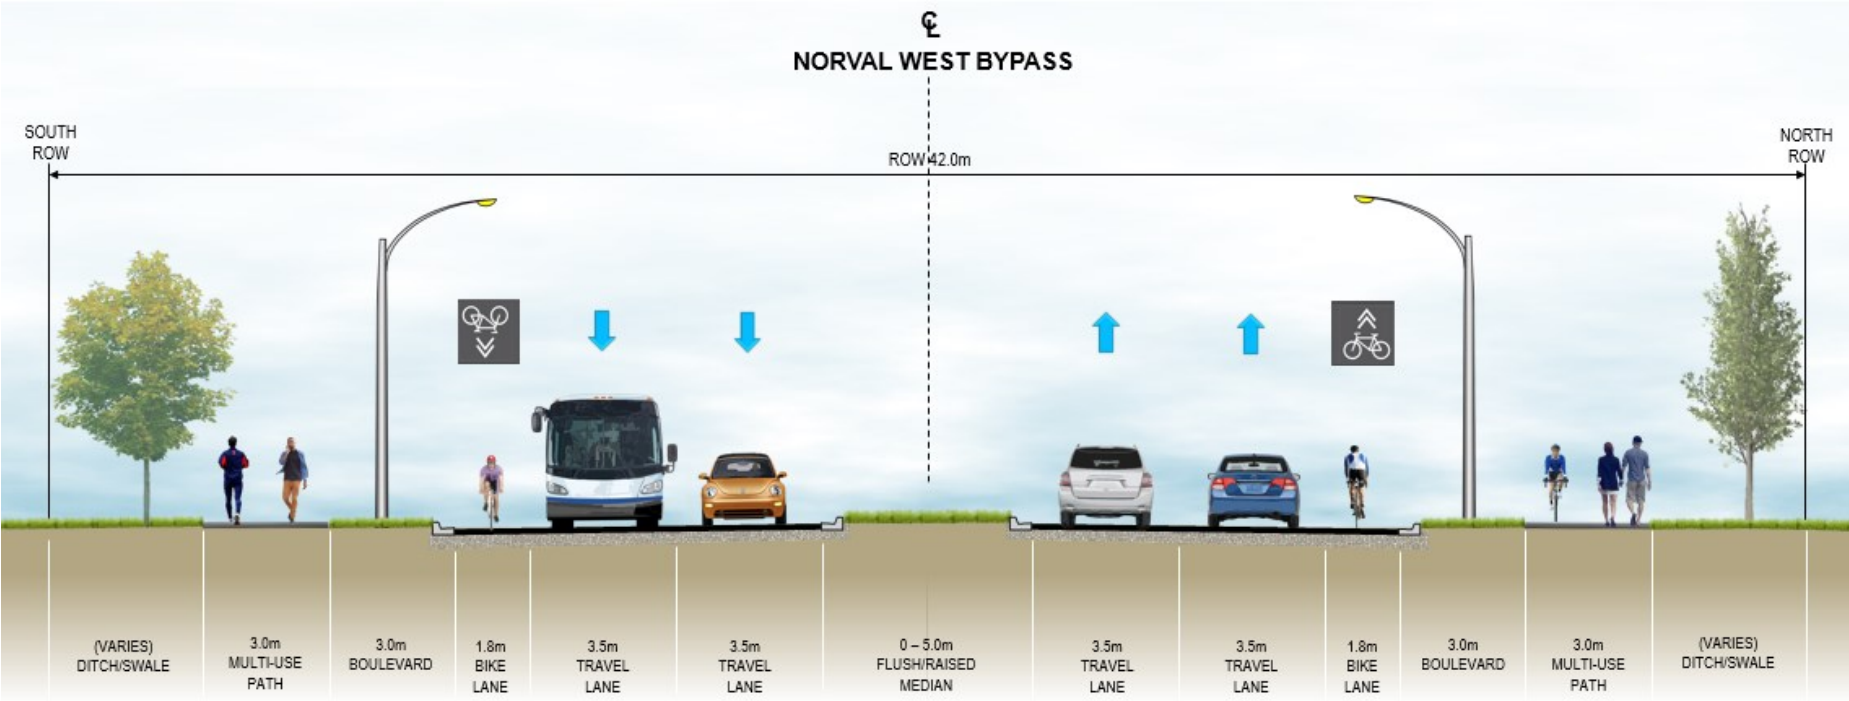 ℄
NORVAL WEST BYPASS
SOUTH
ROW
NORTH
ROW
ROW 42.0m
(VARIES)
DITCH/SWALE
3.0m
MULTI-USE
PATH
3.0m
BOULEVARD
1.8m
BIKE
LANE
3.5m
TRAVEL
LANE
3.5m
TRAVEL
LANE
0 – 5.0m
FLUSH/RAISED
MEDIAN
3.5m
TRAVEL
LANE
3.5m
TRAVEL
LANE
1.8m
BIKE
LANE
3.0m
BOULEVARD
3.0m
MULTI-USE
PATH
(VARIES)
DITCH/SWALE